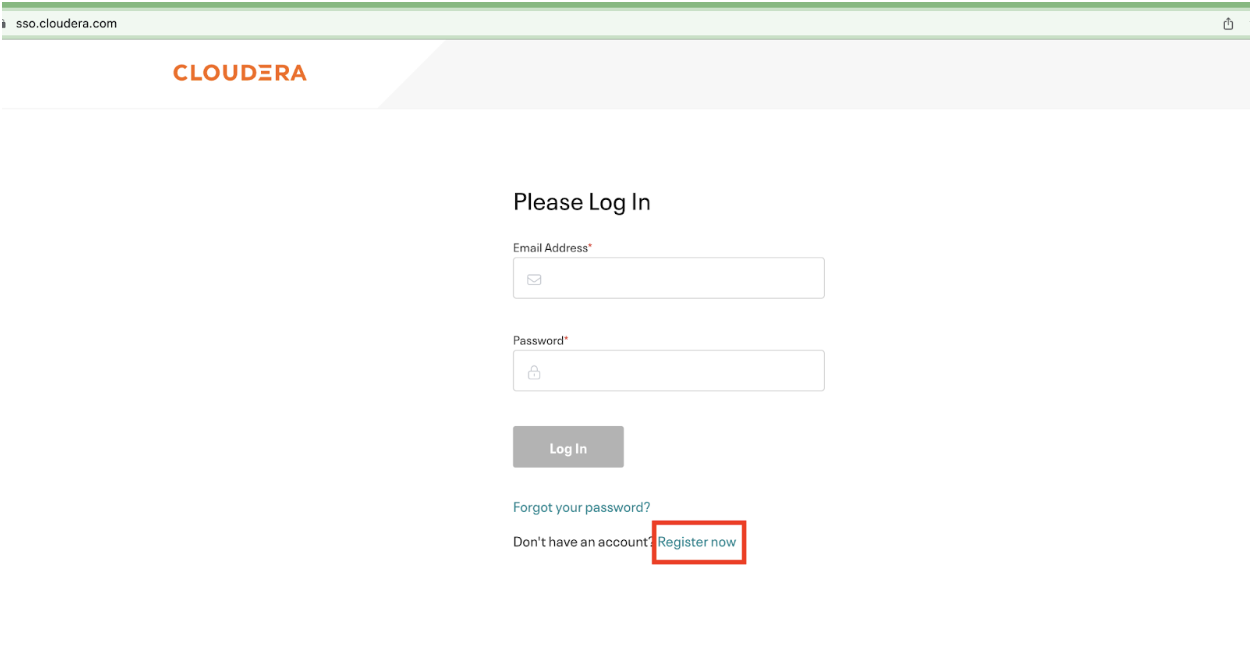 sso.cloudera.com
CLOUDERA
Please Log In
Email Address*
Password*
Log In
Forgot your password?
Don't have an account? Register now